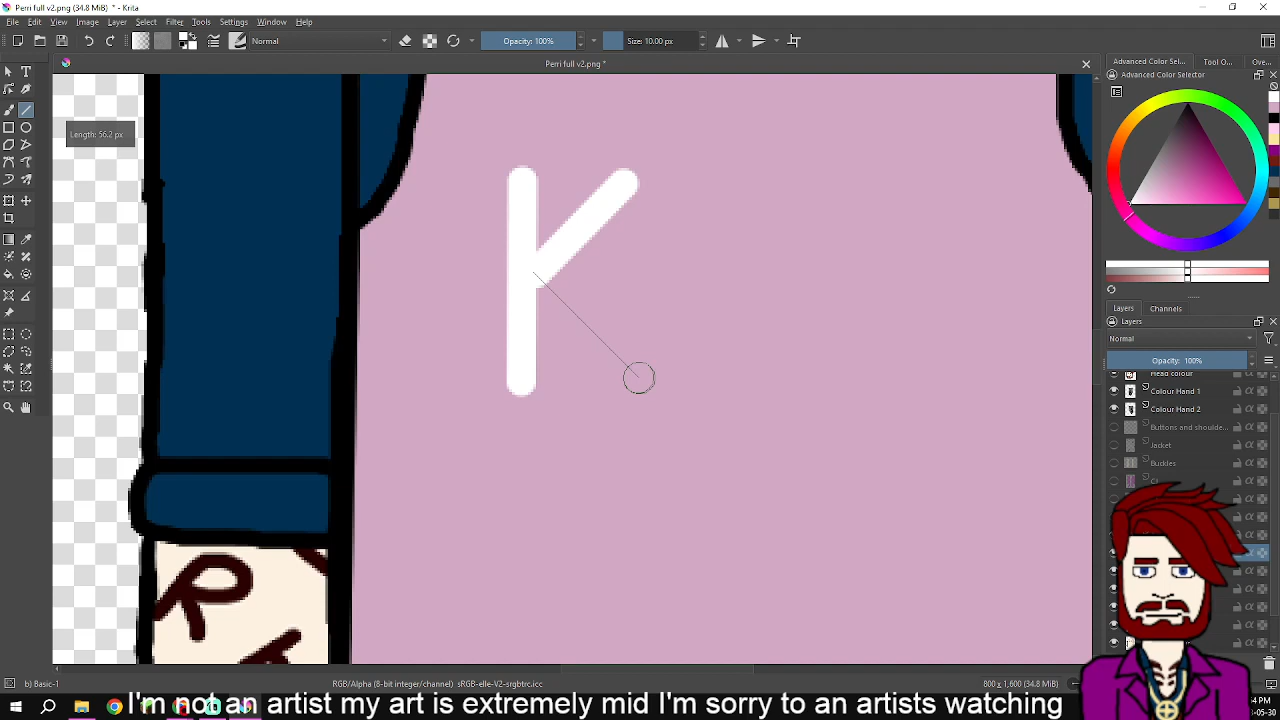 Perri full v2.png (34.8 MiB) * - Krita
File Edit View Image Layer Select Filter Tools Settings Window Help
Normal Opacity: 100% Size: 10.00 px
Perri full v2.png *
Advanced Color Sel... Tool O... Ove...
Advanced Color Selector
Length: 56.2 px
K
Layers Channels
Layers
Normal
Opacity: 100%
Head colour
Colour Hand 1
Colour Hand 2
Buttons and shoulde...
Jacket
Buckles
R
b) Basic-1 RGB/Alpha (8-bit integer/channel) sRGB-elle-V2-srgbtrc.icc 800 x 1,600 (34.8 MiB)
I'm not an artist my art is extremely mid I'm sorry to an artists watching